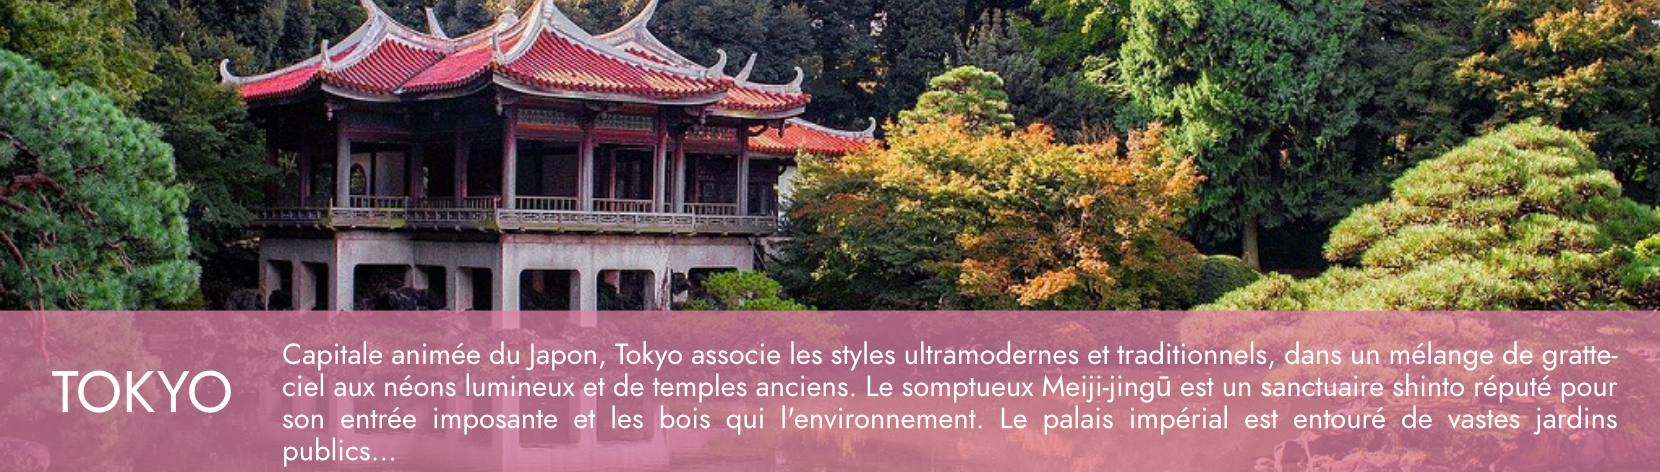 TOKYO
Capitale animée du Japon, Tokyo associe les styles ultramodernes et traditionnels, dans un mélange de gratte-
ciel aux néons lumineux et de temples anciens. Le somptueux Meiji-jingū est un sanctuaire shinto réputé pour
son entrée imposante et les bois qui l'environnement. Le palais impérial est entouré de vastes jardins
publics...